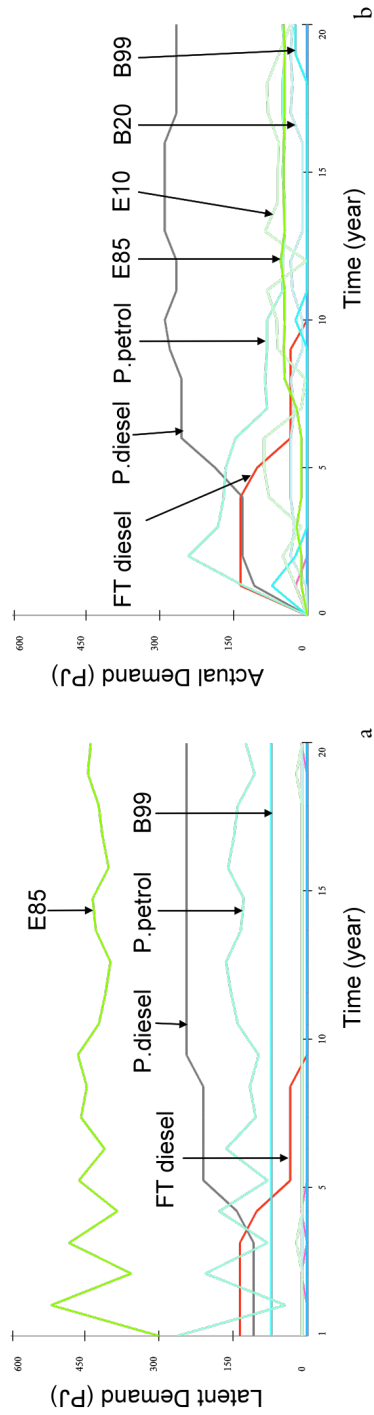 600
450
300
150
0
Latent Demand (PJ)
E85
P.diesel
P.petrol
B99
FT diesel
1
5
10
15
20
Time (year)
a
600
450
300
150
0
Actual Demand (PJ)
FT diesel
P.diesel
P.petrol
E85
E10
B20
B99
0
5
10
15
20
Time (year)
b